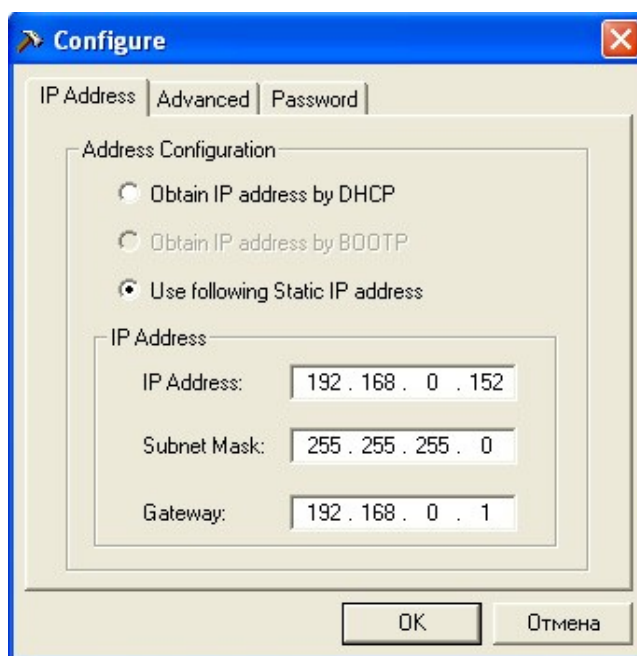 Configure
IP Address Advanced Password
Address Configuration
Obtain IP address by DHCP
Obtain IP address by BOOTP
Use following Static IP address
IP Address
IP Address: 192 . 168 . 0 . 152
Subnet Mask: 255 . 255 . 255 . 0
Gateway: 192 . 168 . 0 . 1
OK Отмена